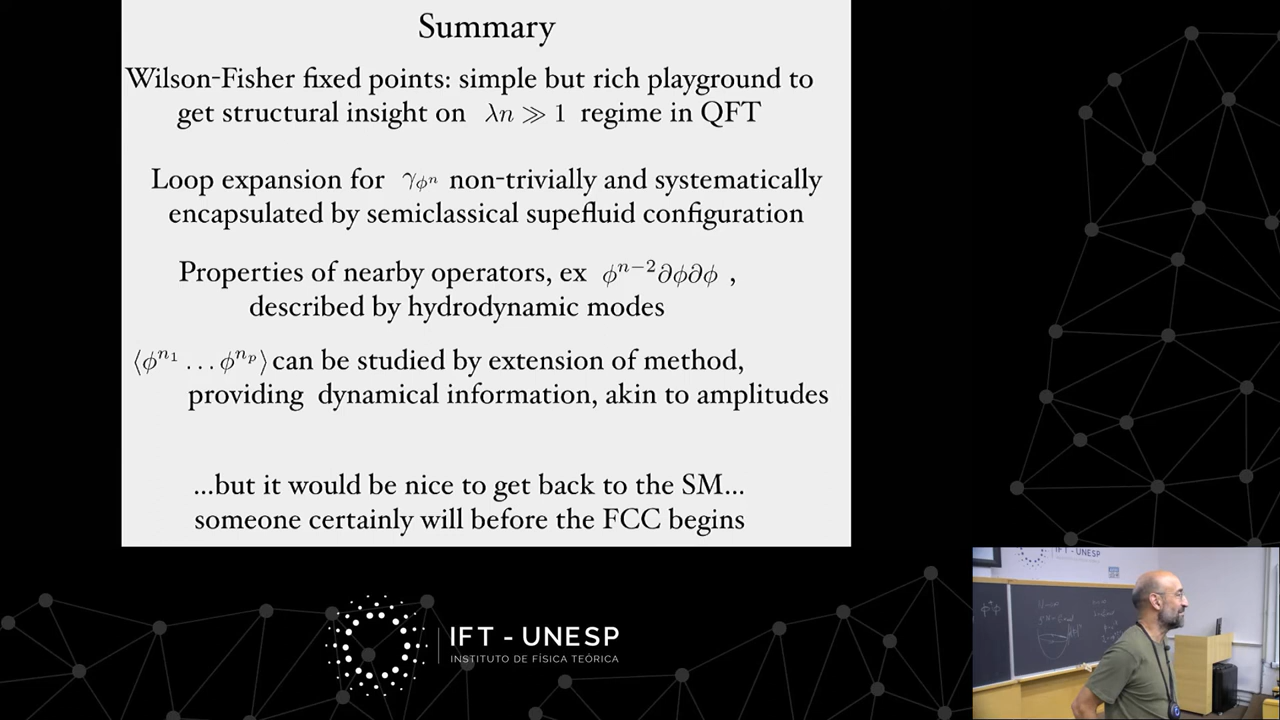 Summary
Wilson-Fisher fixed points: simple but rich playground to
get structural insight on λn ≫ 1 regime in QFT
Loop expansion for γ_{ϕ^n} non-trivially and systematically
encapsulated by semiclassical supefluid configuration
Properties of nearby operators, ex ϕ^{n−2}∂ϕ∂ϕ ,
described by hydrodynamic modes
⟨ϕ^{n_1} … ϕ^{n_p}⟩ can be studied by extension of method,
providing dynamical information, akin to amplitudes
...but it would be nice to get back to the SM...
someone certainly will before the FCC begins
IFT - UNESP
INSTITUTO DE FÍSICA TEÓRICA
IFT - UNESP